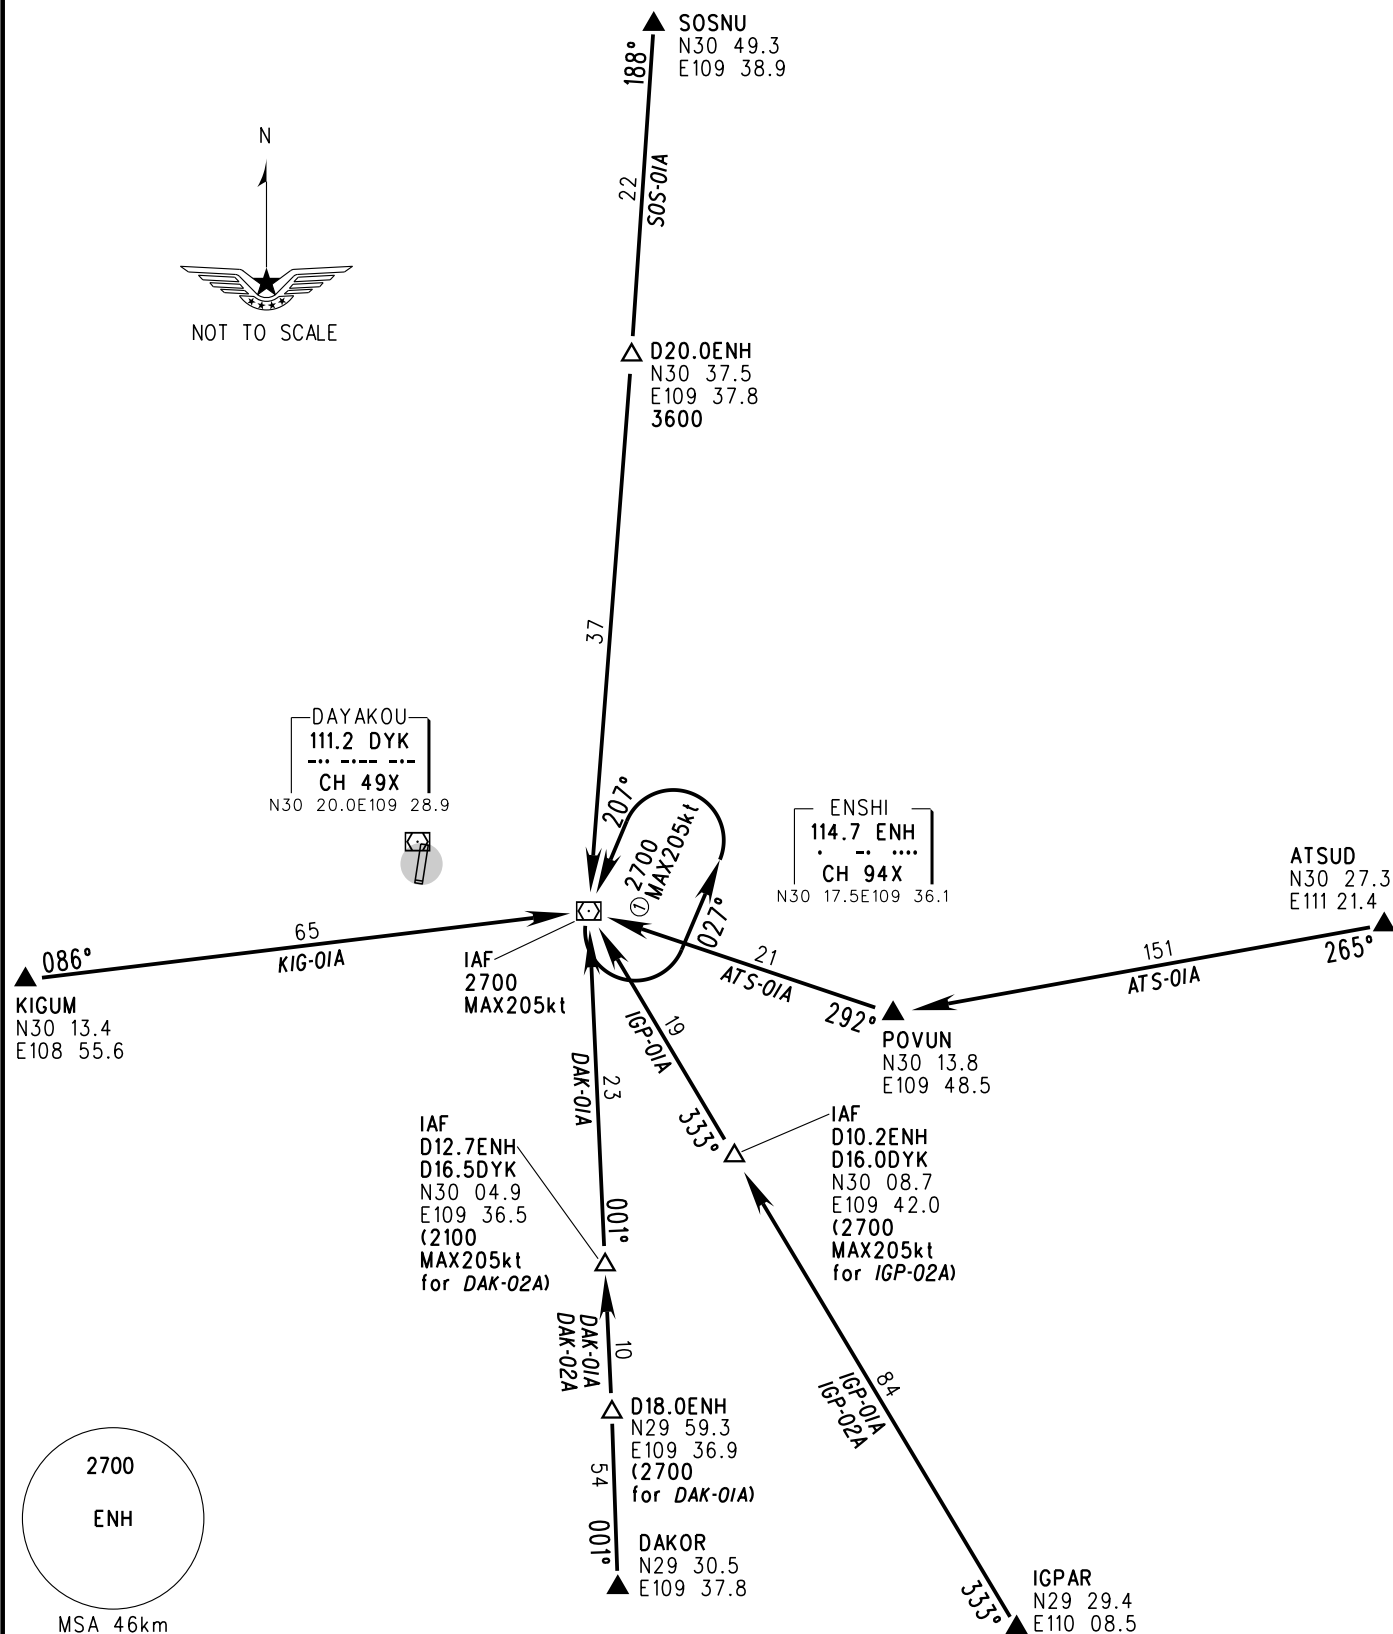 SOSNU
N30 49.3
E109 38.9
188°
22
SOS-01A
N
NOT TO SCALE
D20.0ENH
N30 37.5
E109 37.8
3600
37
DAYAKOU
111.2 DYK
CH 49X
N30 20.0E109 28.9
207°
① 2700
MAX205kt
027°
ENSHI
114.7 ENH
CH 94X
N30 17.5E109 36.1
ATSUD
N30 27.3
E111 21.4
265°
151
ATS-01A
086°
65
KIG-01A
KIGUM
N30 13.4
E108 55.6
IAF
2700
MAX205kt
21
ATS-01A
292°
POVUN
N30 13.8
E109 48.5
19
IGP-01A
333°
23
DAK-01A
001°
IAF
D12.7ENH
D16.5DYK
N30 04.9
E109 36.5
(2100
MAX205kt
for DAK-02A)
IAF
D10.2ENH
D16.0DYK
N30 08.7
E109 42.0
(2700
MAX205kt
for IGP-02A)
10
DAK-01A
DAK-02A
84
IGP-01A
IGP-02A
D18.0ENH
N29 59.3
E109 36.9
(2700
for DAK-01A)
54
001°
DAKOR
N29 30.5
E109 37.8
333°
IGPAR
N29 29.4
E110 08.5
2700
ENH
MSA 46km